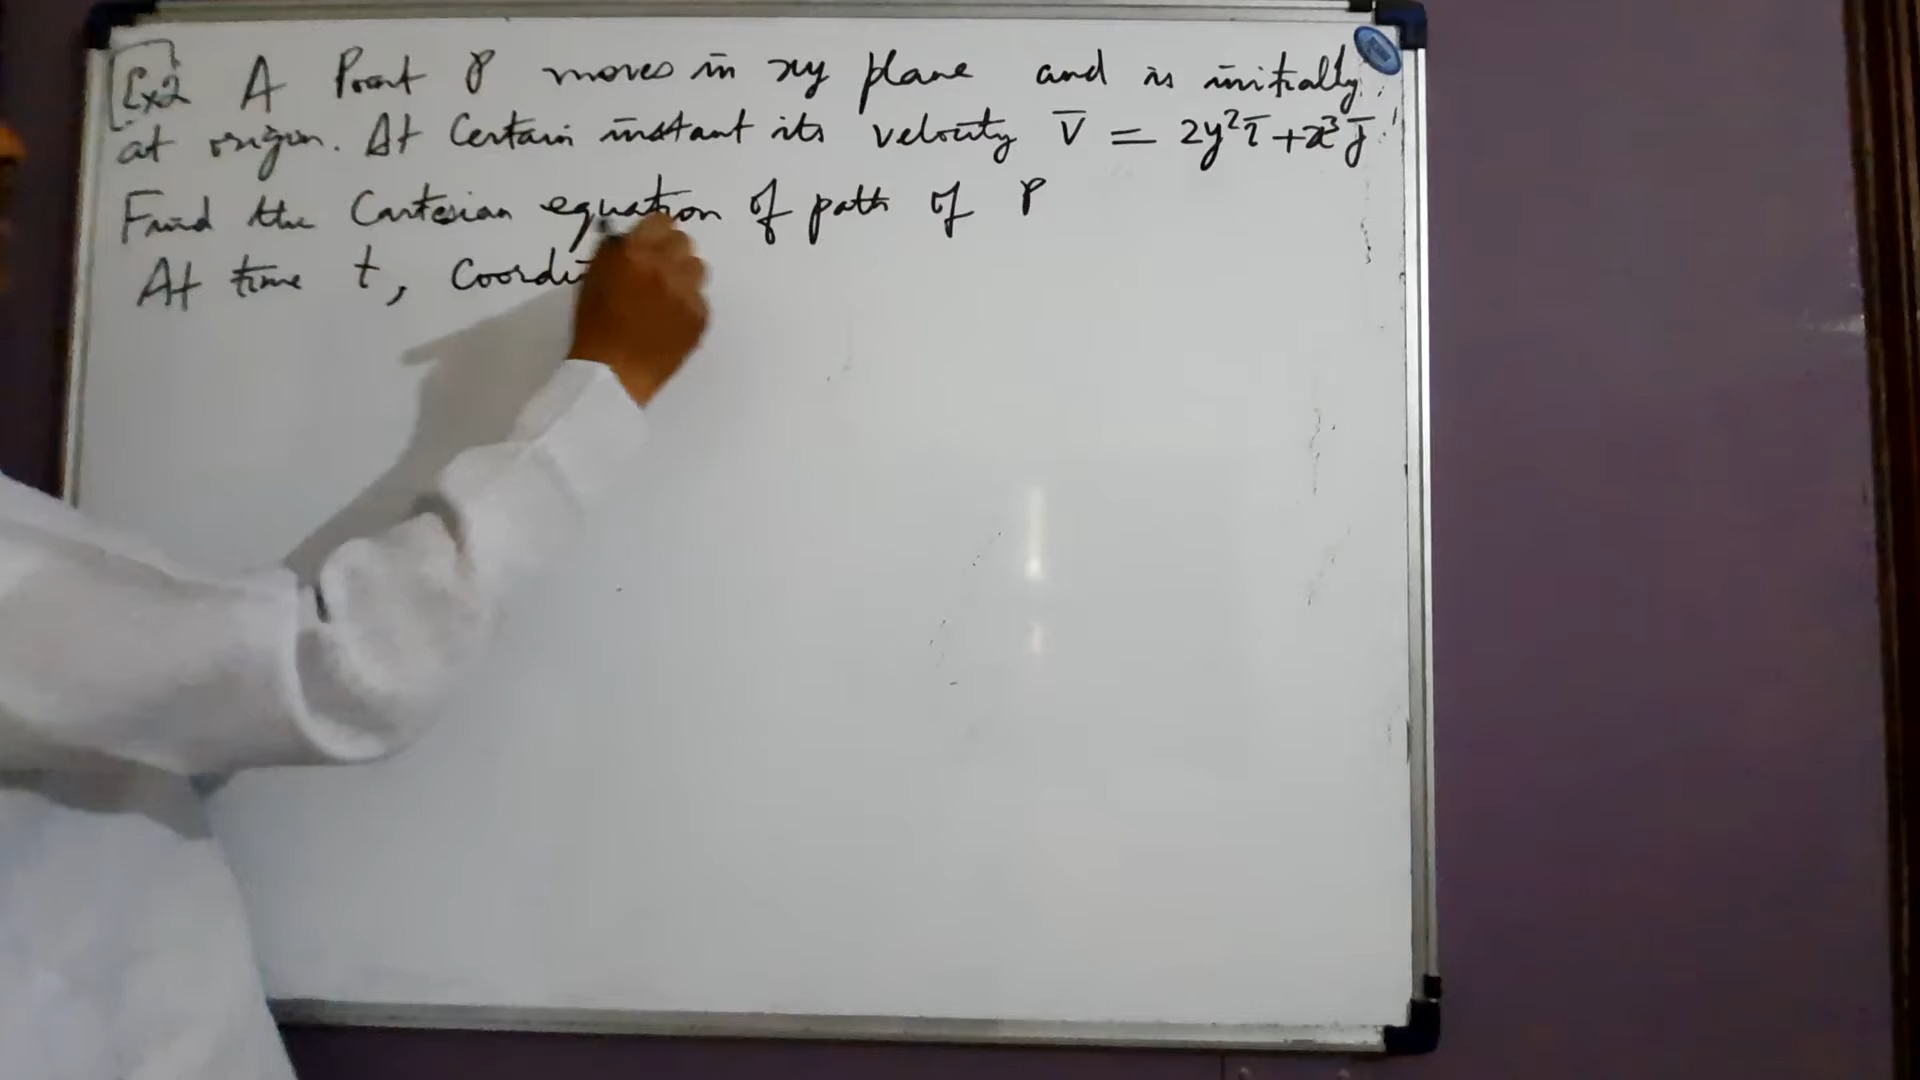 Ex2 A Point P moves in xy plane and is initially
at origin. At Certain instant its velocity V̄ = 2y²ī + x³j̄
Find the Cartesian equation of path of P
At time t, Coordi